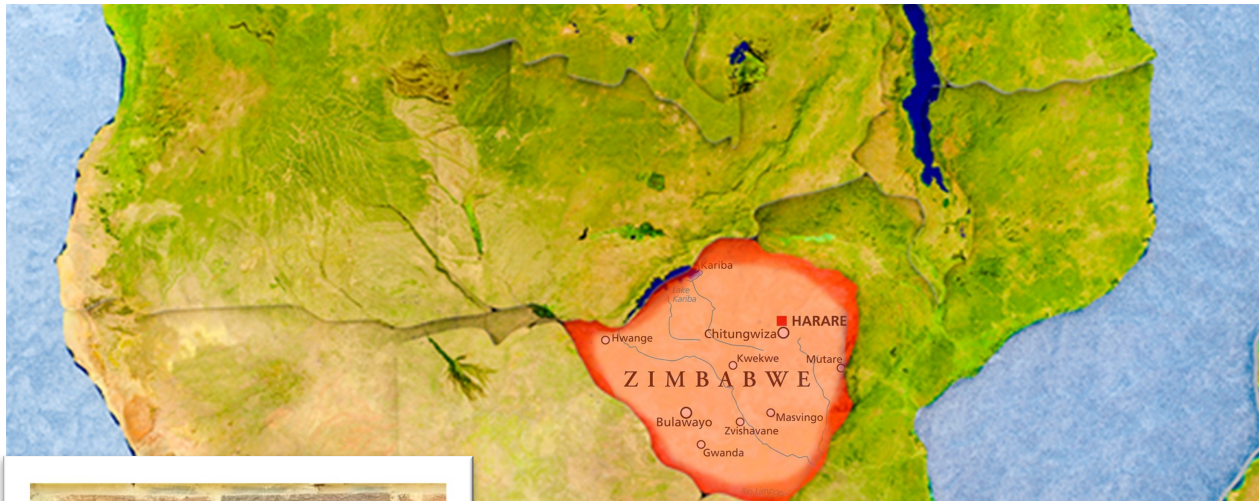 Kariba
Lake
Kariba
HARARE
Chitungwiza
Hwange
Kwekwe
Mutare
ZIMBABWE
Masvingo
Bulawayo
Zvishavane
Gwanda